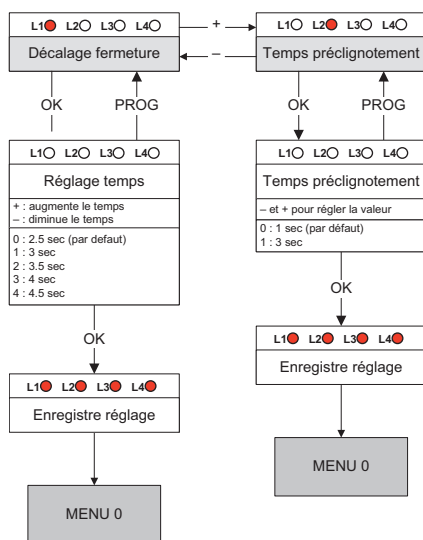 L1 L2 L3 L4
Décalage fermeture
+
–
L1 L2 L3 L4
Temps préclignotement
OK
PROG
OK
PROG
L1 L2 L3 L4
Réglage temps
+ : augmente le temps
– : diminue le temps
0 : 2.5 sec (par defaut)
1 : 3 sec
2 : 3.5 sec
3 : 4 sec
4 : 4.5 sec
OK
L1 L2 L3 L4
Enregistre réglage
MENU 0
L1 L2 L3 L4
Temps préclignotement
– et + pour régler la valeur
0 : 1 sec (par défaut)
1 : 3 sec
OK
L1 L2 L3 L4
Enregistre réglage
MENU 0